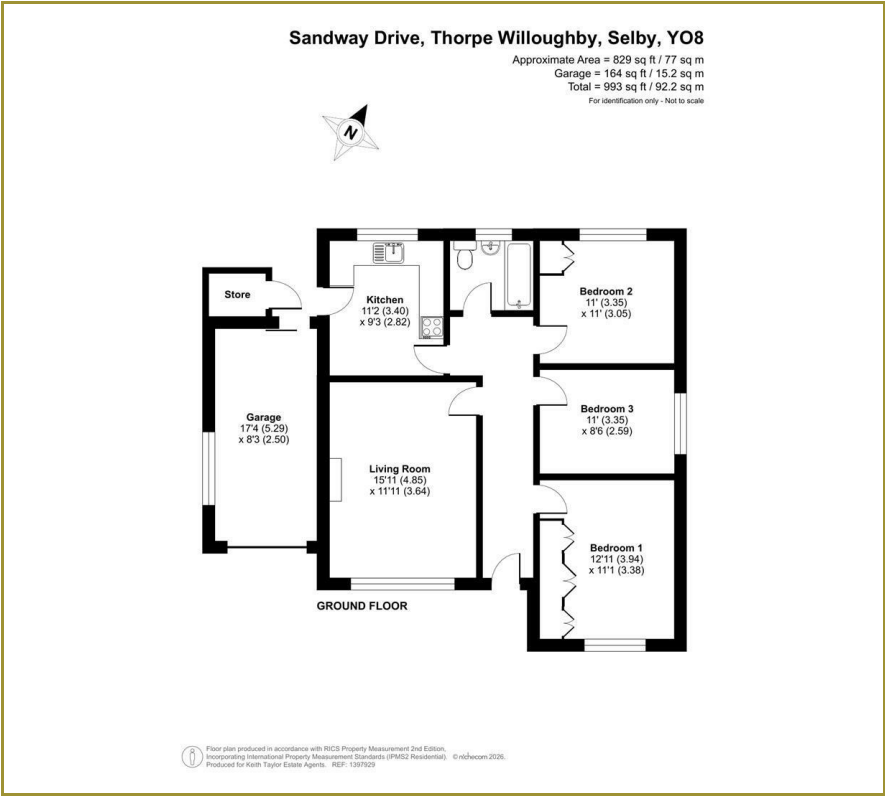 Sandway Drive, Thorpe Willoughby, Selby, YO8
Approximate Area = 829 sq ft / 77 sq m
Garage = 164 sq ft / 15.2 sq m
Total = 993 sq ft / 92.2 sq m
For identification only - Not to scale
N
Store
Kitchen
11'2 (3.40)
x 9'3 (2.82)
Bedroom 2
11' (3.35)
x 11' (3.05)
Garage
17'4 (5.29)
x 8'3 (2.50)
Bedroom 3
11' (3.35)
x 8'6 (2.59)
Living Room
15'11 (4.85)
x 11'11 (3.64)
Bedroom 1
12'11 (3.94)
x 11'1 (3.38)
GROUND FLOOR
Floor plan produced in accordance with RICS Property Measurement 2nd Edition,
Incorporating International Property Measurement Standards (IPMS2 Residential). © nichecom 2026.
Produced for Keith Taylor Estate Agents. REF: 1397929